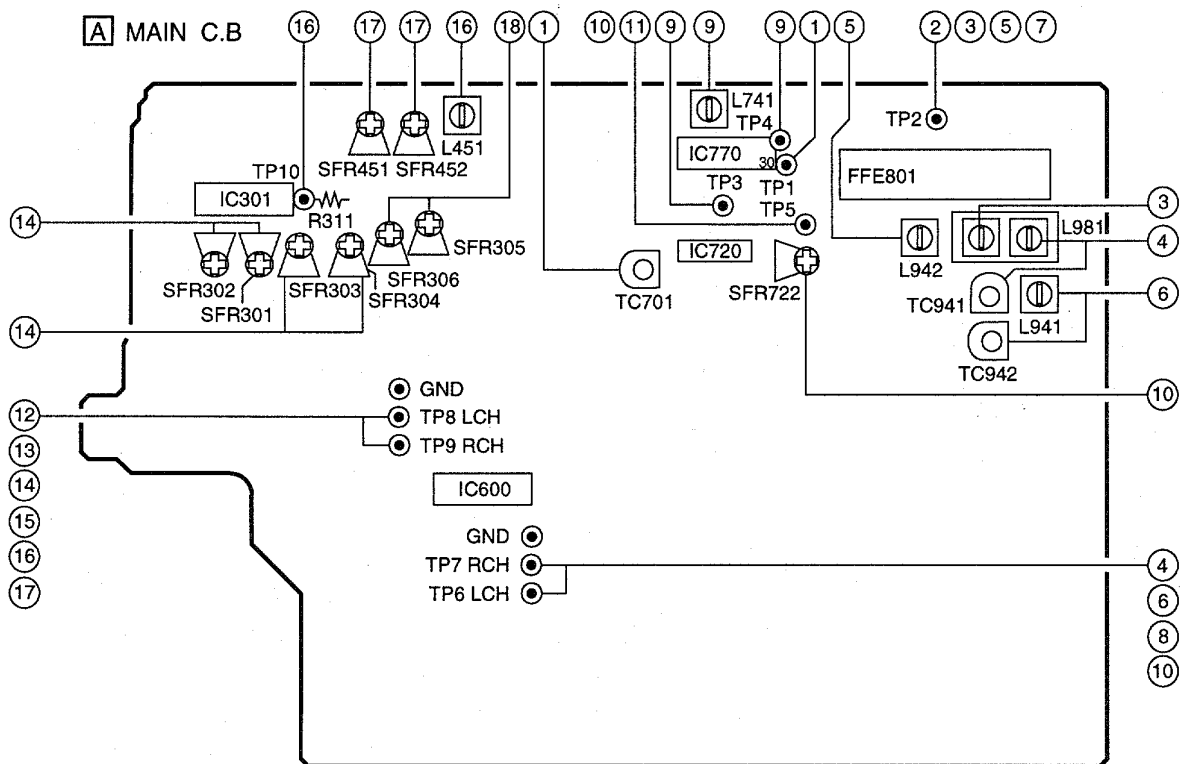 A MAIN C.B
16 17 17 16 18 1 10 11 9 9 9 1 5 2 3 5 7
L741
TP4
TP2
L451
IC770
30
SFR451 SFR452
TP10
IC301
R311
TP3 TP1
TP5
FFE801
14
3
L981
4
IC720
SFR305
SFR306
SFR304
SFR303
SFR302
SFR301
TC701
SFR722
L942
TC941
L941
6
14
TC942
10
GND
12 TP8 LCH
TP9 RCH
13
14
15
16
17
IC600
GND
TP7 RCH 4
TP6 LCH
6
8
10